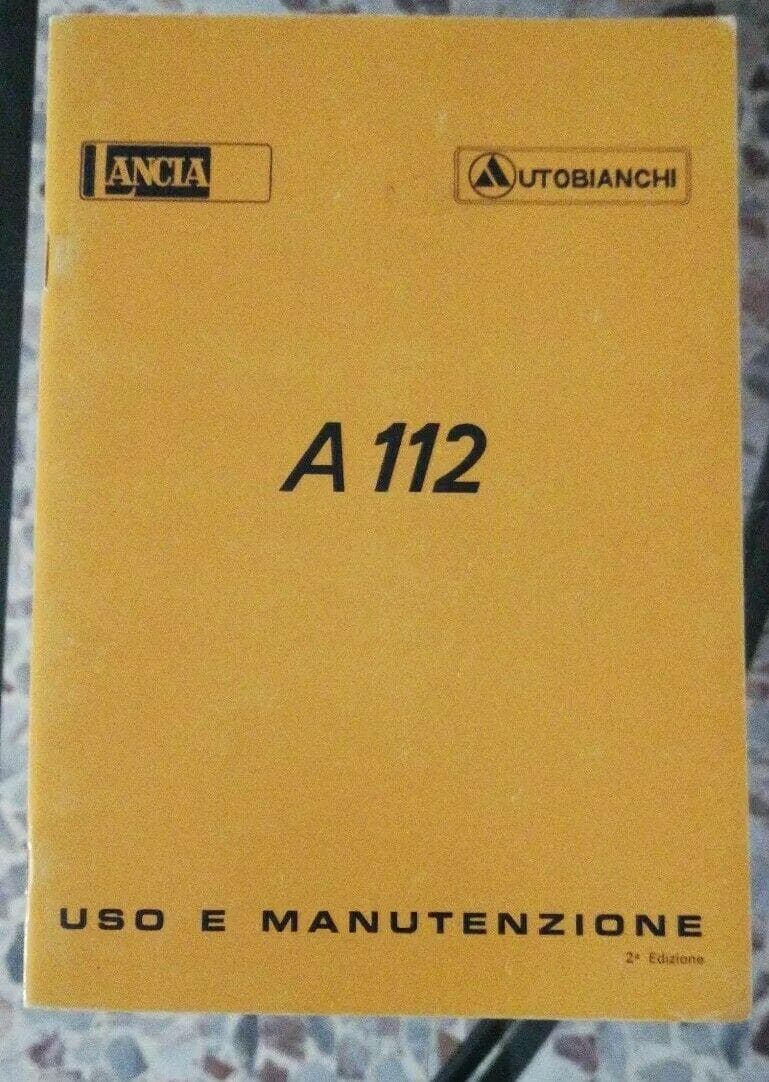 LANCIA
AUTOBIANCHI
A 112
USO E MANUTENZIONE
2ª Edizione